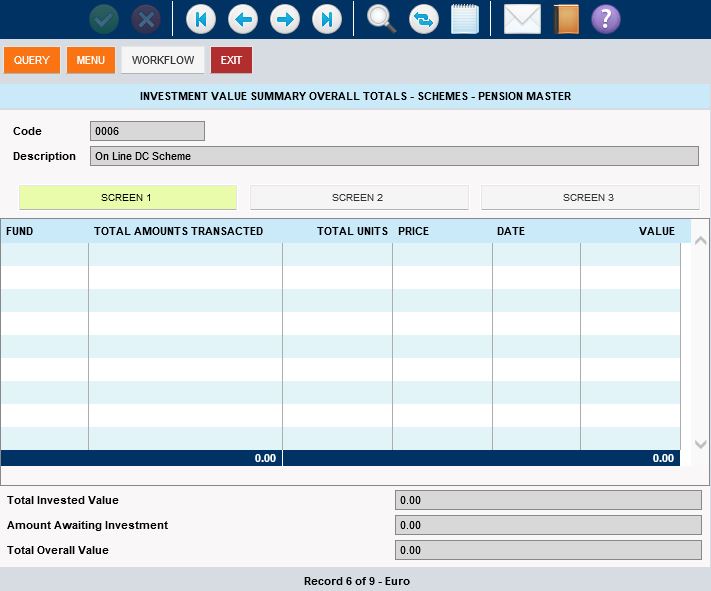 ?
QUERY MENU WORKFLOW EXIT
INVESTMENT VALUE SUMMARY OVERALL TOTALS - SCHEMES - PENSION MASTER
Code 0006
Description On Line DC Scheme
SCREEN 1 SCREEN 2 SCREEN 3
FUND TOTAL AMOUNTS TRANSACTED TOTAL UNITS PRICE DATE VALUE
0.00 0.00
Total Invested Value 0.00
Amount Awaiting Investment 0.00
Total Overall Value 0.00
Record 6 of 9 - Euro